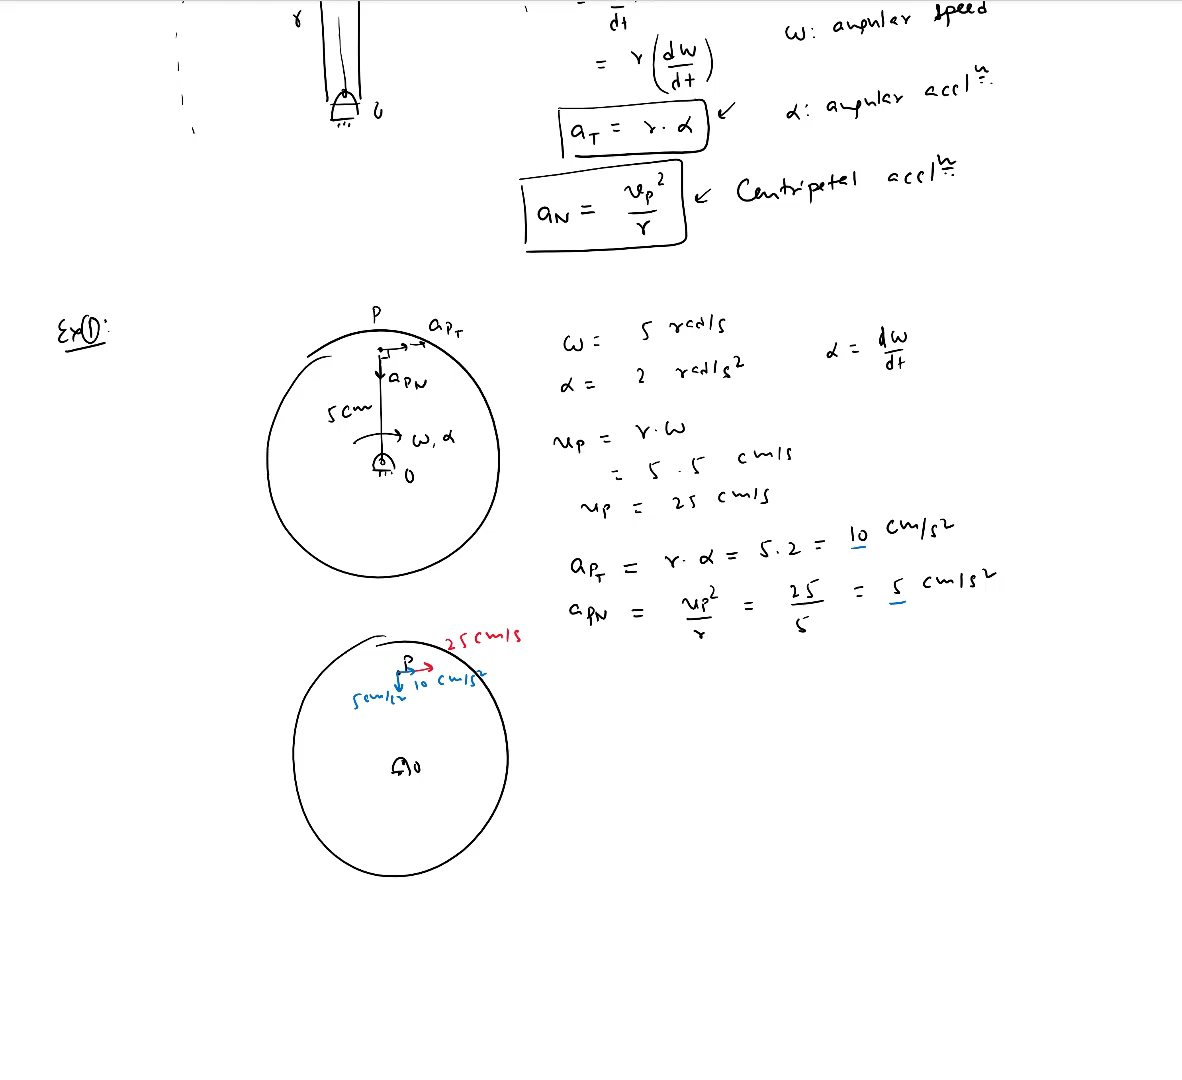 r
O
= 
dt
= r (dω/dt)
a_T = r . α
a_N = v_P² / r
ω: angular speed
α: angular accl^n.
Centripetal accl^n
Ex①:
P
a_PT
a_PN
5 cm
ω, α
O
ω = 5 rad/s
α = 2 rad/s²
α = dω/dt
v_P = r.ω
= 5 . 5 cm/s
v_P = 25 cm/s
a_PT = r. α = 5.2 = 10 cm/s²
a_PN = v_P² / r = 25 / 5 = 5 cm/s²
25 cm/s
P
10 cm/s²
5cm/s²
O